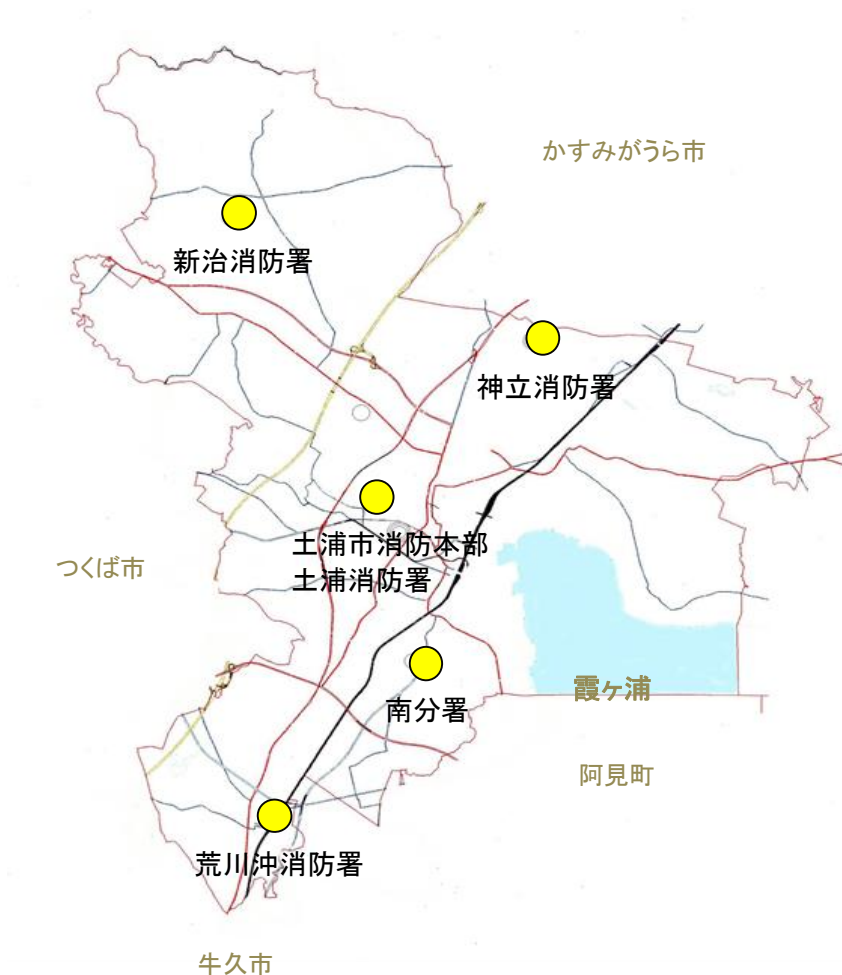 かすみがうら市
新治消防署
神立消防署
土浦市消防本部
土浦消防署
つくば市
霞ヶ浦
南分署
阿見町
荒川沖消防署
牛久市